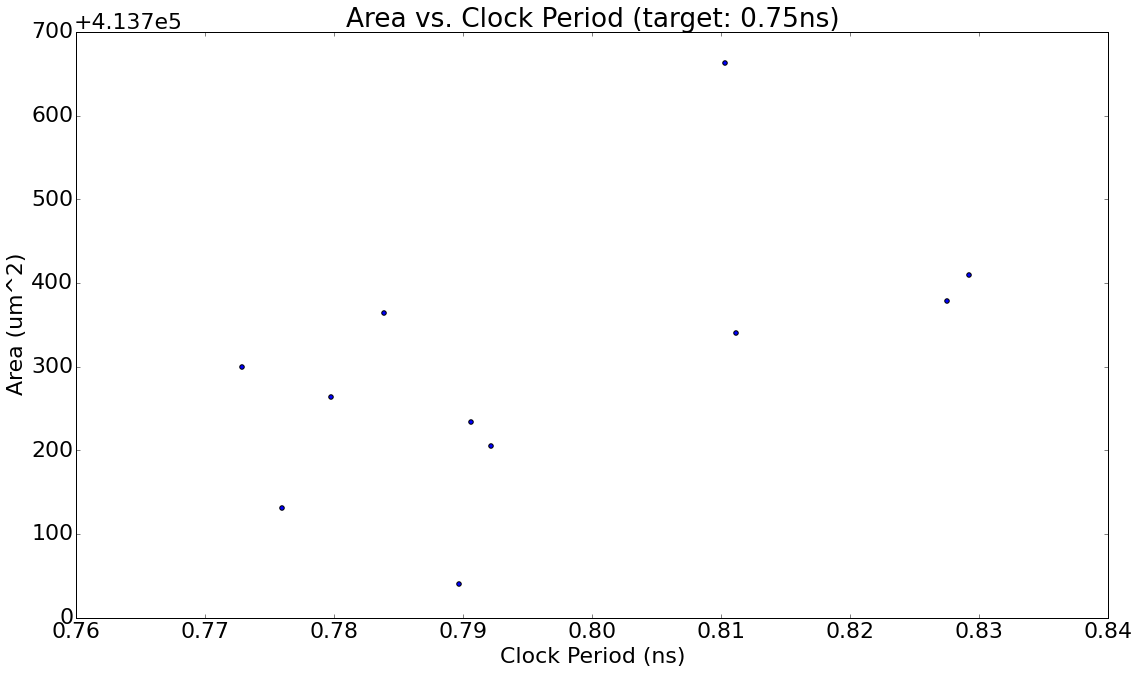 Area vs. Clock Period (target: 0.75ns)
+4.137e5
700
600
500
400
300
200
100
0
Area (um^2)
0.76 0.77 0.78 0.79 0.80 0.81 0.82 0.83 0.84
Clock Period (ns)